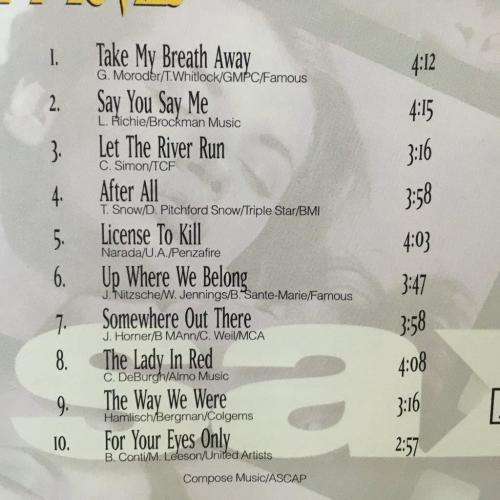 1. Take My Breath Away 4:12
G. Moroder/T.Whitlock/GMPC/Famous
2. Say You Say Me 4:15
L. Richie/Brockman Music
3. Let The River Run 3:16
C. Simon/TCF
4. After All 3:58
T. Snow/D. Pitchford Snow/Triple Star/BMI
5. License To Kill 4:03
Narada/U.A./Penzafire
6. Up Where We Belong 3:47
J. Nitzsche/W. Jennings/B. Sante-Marie/Famous
7. Somewhere Out There 3:58
J. Horner/B MAnn/C. Weil/MCA
8. The Lady In Red 4:08
C. DeBurgh/Almo Music
9. The Way We Were 3:16
Hamlisch/Bergman/Colgems
10. For Your Eyes Only 2:57
B. Conti/M. Leeson/United Artists
Compose Music/ASCAP
sax